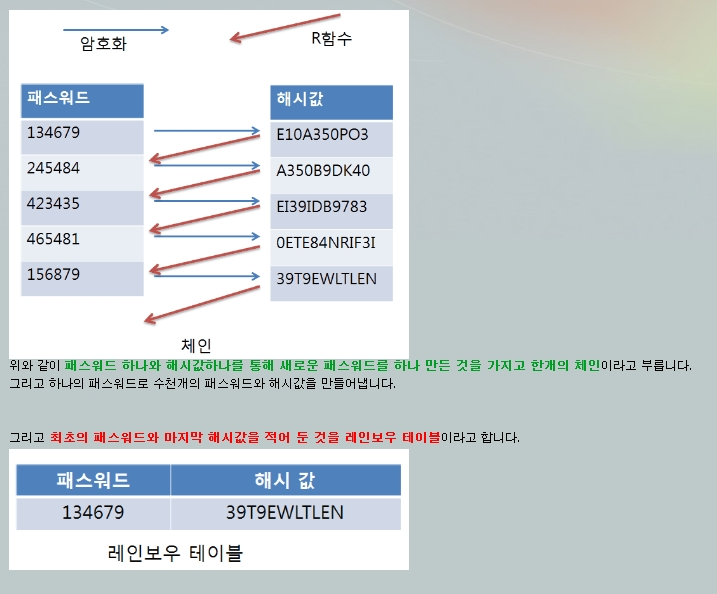 암호화
R함수
패스워드 해시값
134679 E10A350PO3
245484 A350B9DK40
423435 EI39IDB9783
465481 0ETE84NRIF3I
156879 39T9EWLTLEN
체인
위와 같이 패스워드 하나와 해시값하나를 통해 새로운 패스워드를 하나 만든 것을 가지고 한개의 체인이라고 부릅니다.
그리고 하나의 패스워드로 수천개의 패스워드와 해시값을 만들어냅니다.
그리고 최초의 패스워드와 마지막 해시값을 적어 둔 것을 레인보우 테이블이라고 합니다.
패스워드 해시 값
134679 39T9EWLTLEN
레인보우 테이블